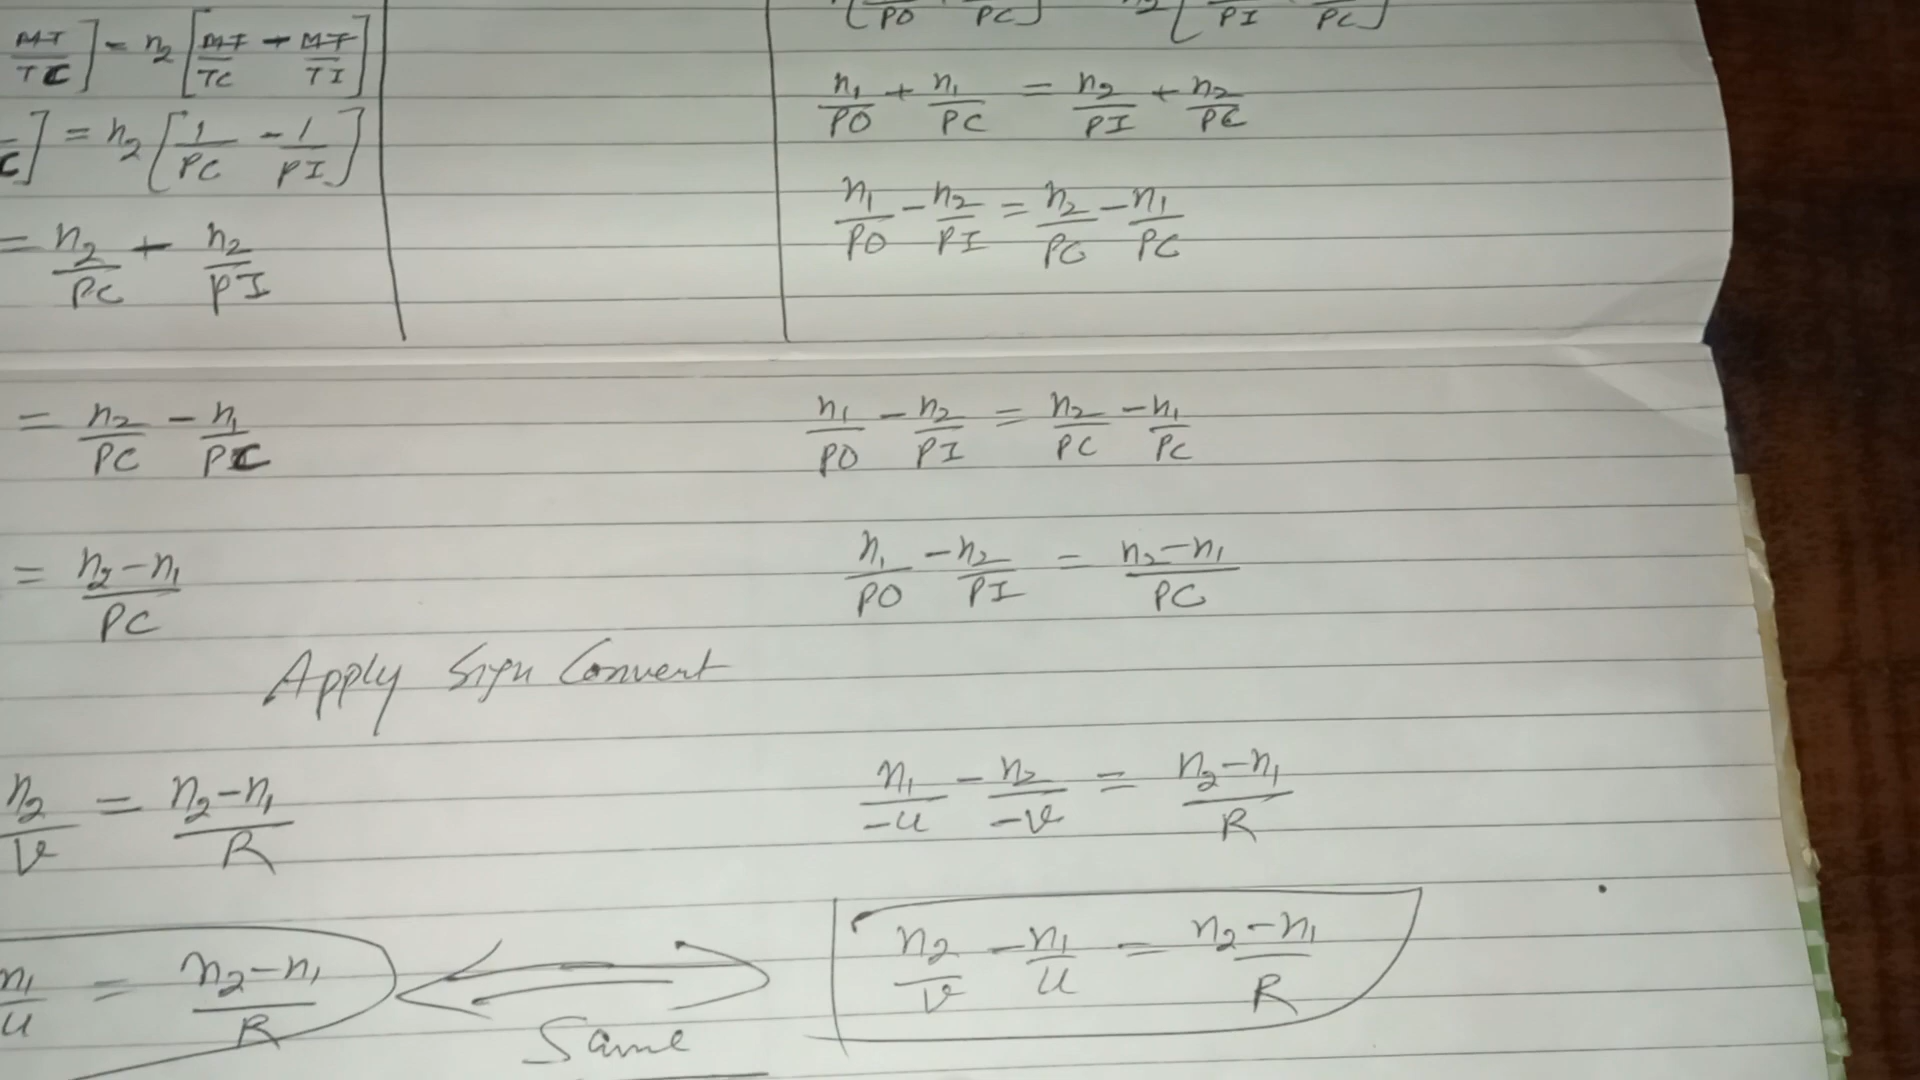 MI/TC] = n2[MI/TC + MI/TI]
C] = n2[1/PC - 1/PI]
= n2/PC + n2/PI
= n2/PC - n1/PC
= n2-n1/PC
PO PC] PI PC]
n1/PO + n1/PC = n2/PI + n2/PC
n1/PO - n2/PI = n2/PC - n1/PC
n1/PO - n2/PI = n2/PC - n1/PC
n1/PO - n2/PI = n2-n1/PC
Apply Sign Convent
n2/v = n2-n1/R
n1/-u - n2/-v = n2-n1/R
n1/u = n2-n1/R
Same
n2/v - n1/u = n2-n1/R